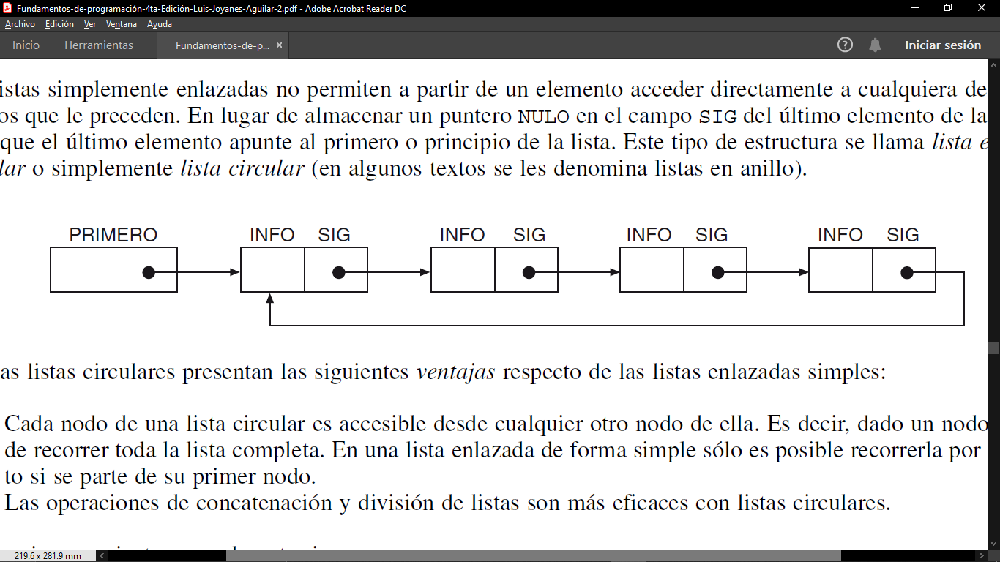 Fundamentos-de-programación-4ta-Edición-Luis-Joyanes-Aguilar-2.pdf - Adobe Acrobat Reader DC
Archivo Edición Ver Ventana Ayuda
Inicio Herramientas Fundamentos-de-p... × ? Iniciar sesión
istas simplemente enlazadas no permiten a partir de un elemento acceder directamente a cualquiera de
os que le preceden. En lugar de almacenar un puntero NULO en el campo SIG del último elemento de la
que el último elemento apunte al primero o principio de la lista. Este tipo de estructura se llama lista e
lar o simplemente lista circular (en algunos textos se les denomina listas en anillo).
PRIMERO INFO SIG INFO SIG INFO SIG INFO SIG
as listas circulares presentan las siguientes ventajas respecto de las listas enlazadas simples:
Cada nodo de una lista circular es accesible desde cualquier otro nodo de ella. Es decir, dado un nodo
de recorrer toda la lista completa. En una lista enlazada de forma simple sólo es posible recorrerla por
to si se parte de su primer nodo.
Las operaciones de concatenación y división de listas son más eficaces con listas circulares.
219.6 x 281.9 mm